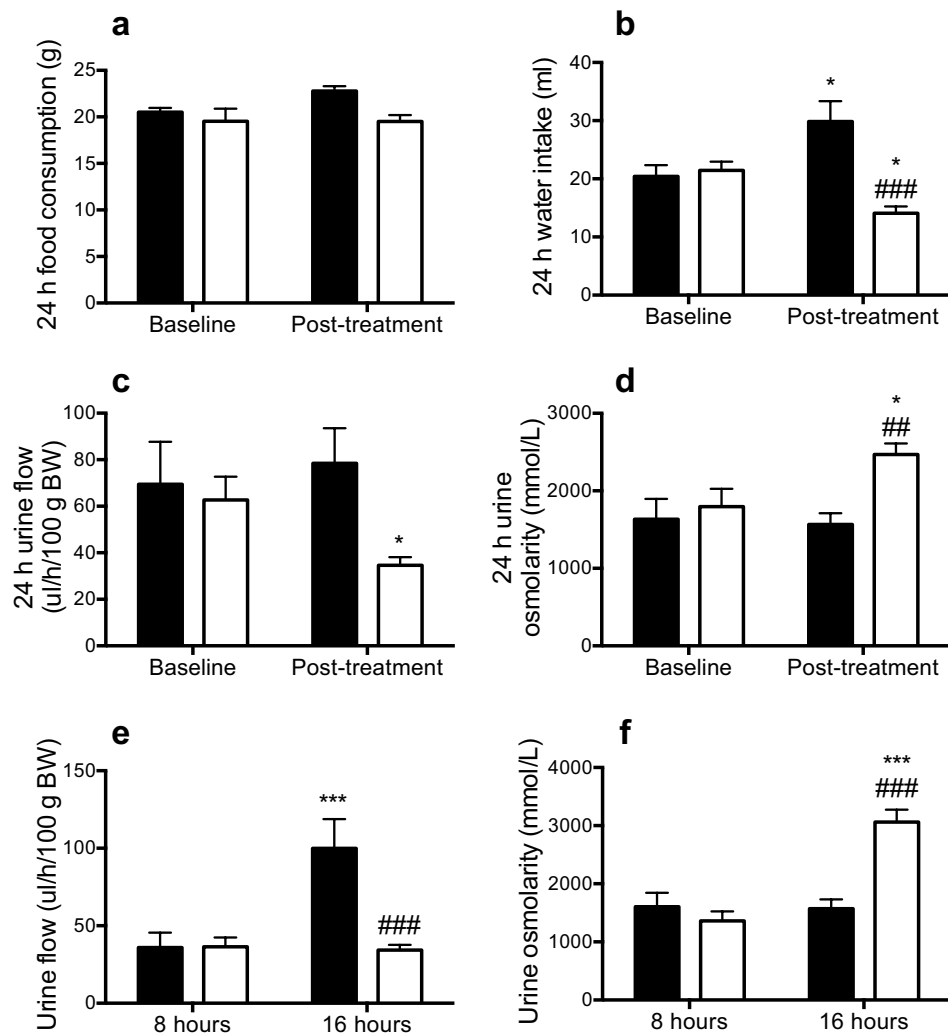 a
24 h food consumption (g)
25
20
15
10
5
0
Baseline
Post-treatment
b
24 h water intake (ml)
40
30
20
10
0
*
*
###
Baseline
Post-treatment
c
24 h urine flow
(ul/h/100 g BW)
100
80
60
40
20
0
*
Baseline
Post-treatment
d
24 h urine
osmolarity (mmol/L)
3000
2000
1000
0
*
##
Baseline
Post-treatment
e
Urine flow (ul/h/100 g BW)
150
100
50
0
***
###
8 hours
16 hours
f
Urine osmolarity (mmol/L)
4000
3000
2000
1000
0
***
###
8 hours
16 hours